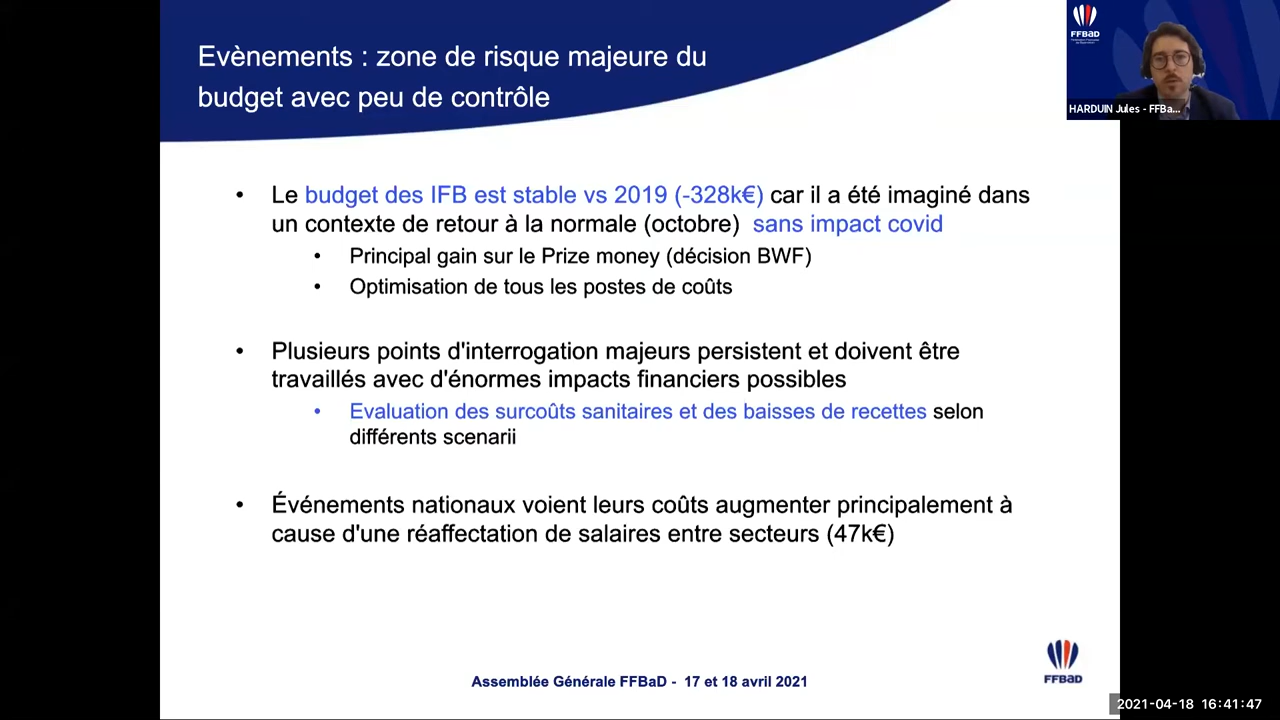 Evènements : zone de risque majeure du
budget avec peu de contrôle
FFBaD
HARDUIN Jules - FFBa...
• Le budget des IFB est stable vs 2019 (-328k€) car il a été imaginé dans
un contexte de retour à la normale (octobre) sans impact covid
• Principal gain sur le Prize money (décision BWF)
• Optimisation de tous les postes de coûts
• Plusieurs points d'interrogation majeurs persistent et doivent être
travaillés avec d'énormes impacts financiers possibles
• Evaluation des surcoûts sanitaires et des baisses de recettes selon
différents scenarii
• Événements nationaux voient leurs coûts augmenter principalement à
cause d'une réaffectation de salaires entre secteurs (47k€)
FFBaD
Assemblée Générale FFBaD - 17 et 18 avril 2021
2021-04-18 16:41:47